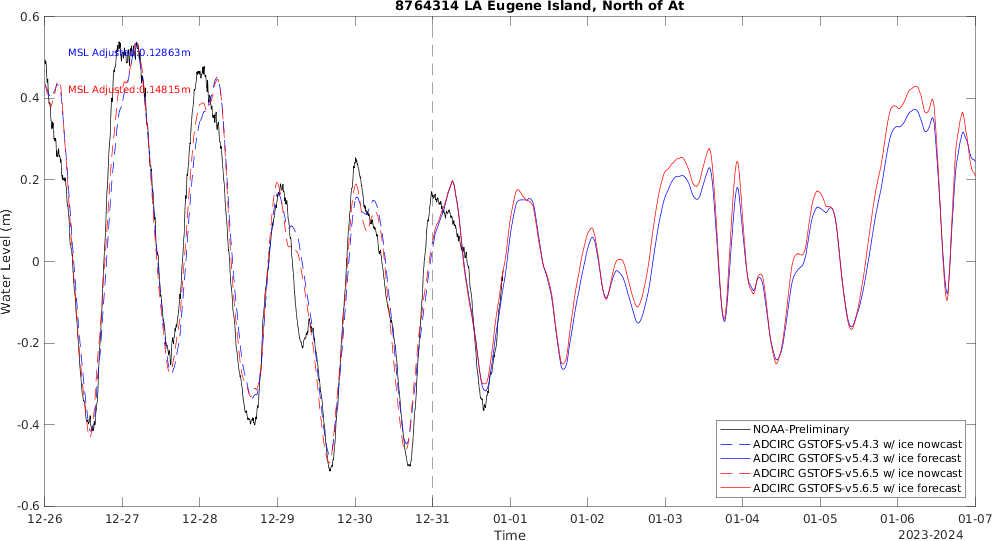 8764314 LA Eugene Island, North of At
MSL Adjusted:0.12863m
MSL Adjusted:0.14815m
Water Level (m)
0.6
0.4
0.2
0
-0.2
-0.4
-0.6
NOAA-Preliminary
ADCIRC GSTOFS-v5.4.3 w/ ice nowcast
ADCIRC GSTOFS-v5.4.3 w/ ice forecast
ADCIRC GSTOFS-v5.6.5 w/ ice nowcast
ADCIRC GSTOFS-v5.6.5 w/ ice forecast
12-26 12-27 12-28 12-29 12-30 12-31 01-01 01-02 01-03 01-04 01-05 01-06 01-07
Time
2023-2024